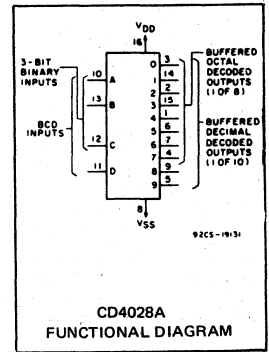 VDD
16
3-BIT
BINARY
INPUTS
BCD
INPUTS
10 A
13 B
12 C
11 D
0 3
1 14
2 2
3 15
4 1
5 6
6 7
7 4
8 9
9 5
BUFFERED
OCTAL
DECODED
OUTPUTS
(1 OF 8)
BUFFERED
DECIMAL
DECODED
OUTPUTS
(1 OF 10)
8
VSS
92CS-19131
CD4028A
FUNCTIONAL DIAGRAM